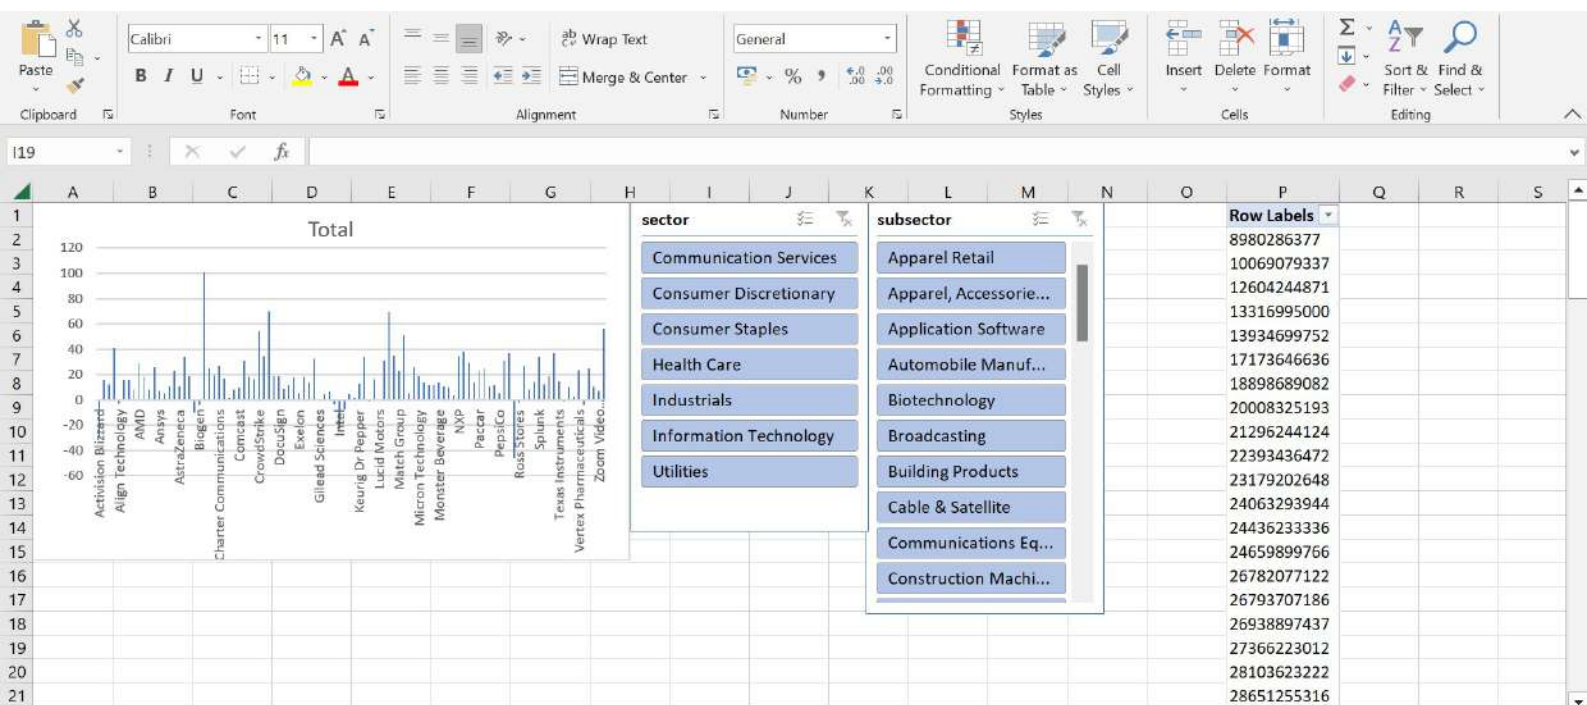 Calibri 11 A A ab Wrap Text General Σ
Paste B I U A Merge & Center % Conditional Format as Cell Insert Delete Format Sort & Find &
Formatting Table Styles Filter Select
Clipboard Font Alignment Number Styles Cells Editing
I19 fx
A B C D E F G H I J K L M N O P Q R S
1
2
3
4
5
6
7
8
9
10
11
12
13
14
15
16
17
18
19
20
21
Total
120
100
80
60
40
20
0
-20
-40
-60
Activision Blizzard
Align Technology
AMD
Ansys
AstraZeneca
Biogen
Charter Communications
Comcast
CrowdStrike
DocuSign
Exelon
Gilead Sciences
Intel
Keurig Dr Pepper
Lucid Motors
Match Group
Micron Technology
Monster Beverage
NXP
Paccar
PepsiCo
Ross Stores
Splunk
Texas Instruments
Vertex Pharmaceuticals
Zoom Video...
sector
Communication Services
Consumer Discretionary
Consumer Staples
Health Care
Industrials
Information Technology
Utilities
subsector
Apparel Retail
Apparel, Accessorie...
Application Software
Automobile Manuf...
Biotechnology
Broadcasting
Building Products
Cable & Satellite
Communications Eq...
Construction Machi...
Row Labels
8980286377
10069079337
12604244871
13316995000
13934699752
17173646636
18898689082
20008325193
21296244124
22393436472
23179202648
24063293944
24436233336
24659899766
26782077122
26793707186
26938897437
27366223012
28103623222
28651255316